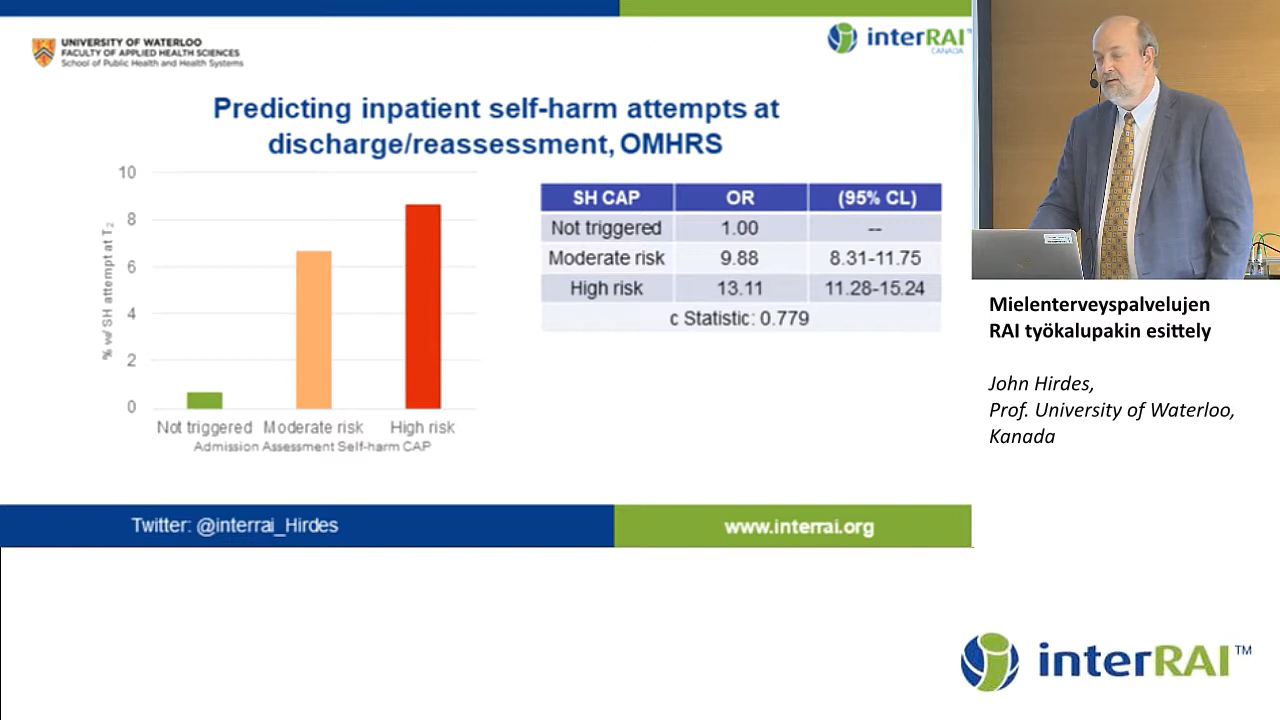 UNIVERSITY OF WATERLOO
FACULTY OF APPLIED HEALTH SCIENCES
School of Public Health and Health Systems
interRAI™
CANADA
Predicting inpatient self-harm attempts at
discharge/reassessment, OMHRS
10
8
6
4
2
0
SH attempt at T2
Not triggered
Moderate risk
High risk
Admission Assessment Self-harm CAP
SH CAP OR (95% CL)
Not triggered 1.00 --
Moderate risk 9.88 8.31-11.75
High risk 13.11 11.28-15.24
c Statistic: 0.779
Twitter: @interrai_Hirdes
www.interrai.org
Mielenterveyspalvelujen
RAI työkalupakin esittely
John Hirdes,
Prof. University of Waterloo,
Kanada
interRAI™